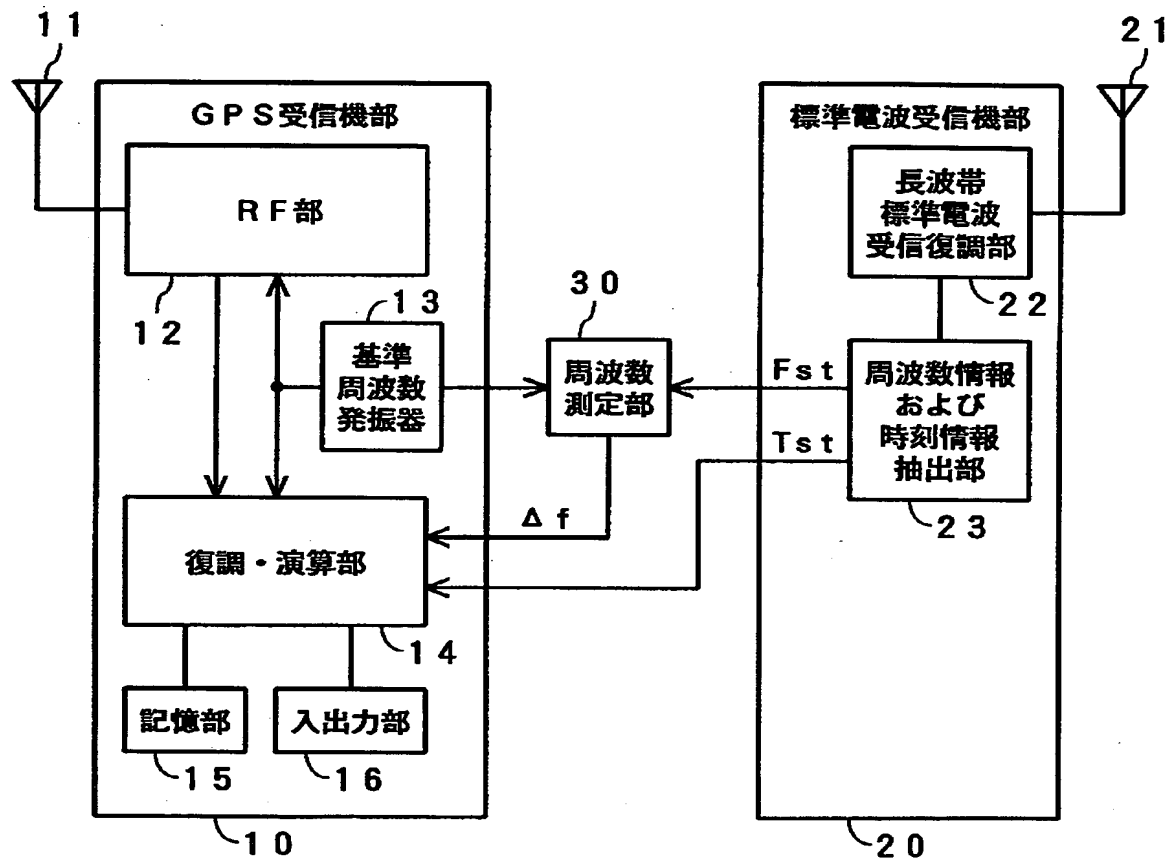 11
GPS受信機部
RF部
12
13
基準
周波数
発振器
30
周波数
測定部
Δf
復調・演算部
14
記憶部
15
入出力部
16
10
21
標準電波受信機部
長波帯
標準電波
受信復調部
22
Fst
Tst
周波数情報
および
時刻情報
抽出部
23
20